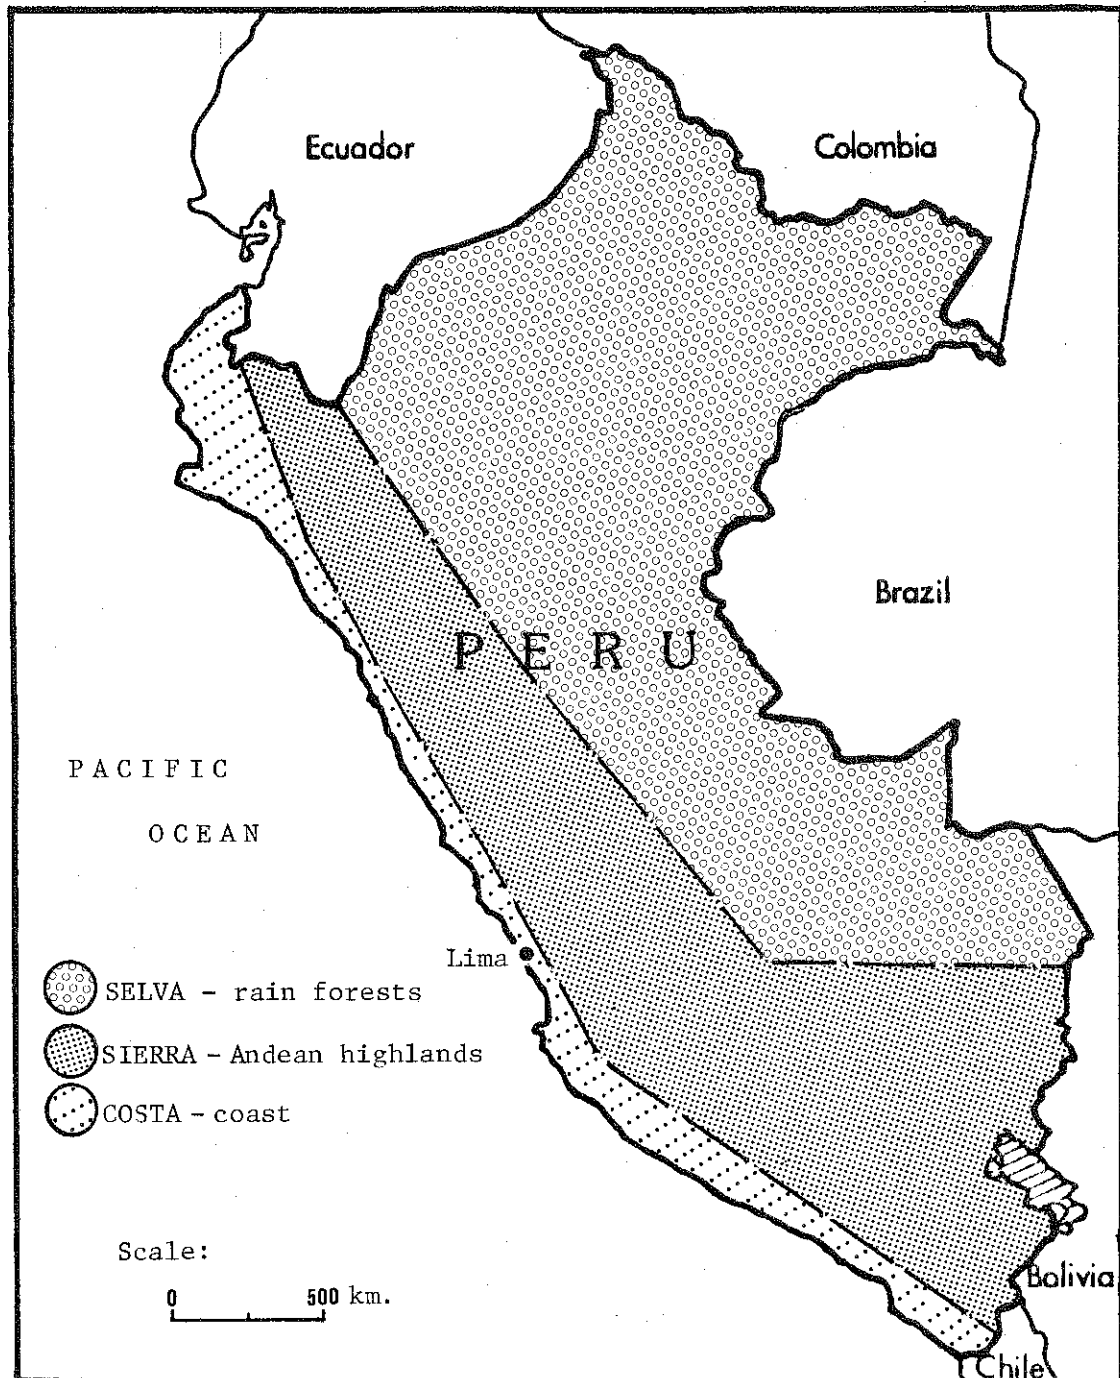 Ecuador
Colombia
Brazil
PERU
PACIFIC
OCEAN
Lima
SELVA - rain forests
SIERRA - Andean highlands
COSTA - coast
Scale:
0 500 km.
Bolivia
Chile